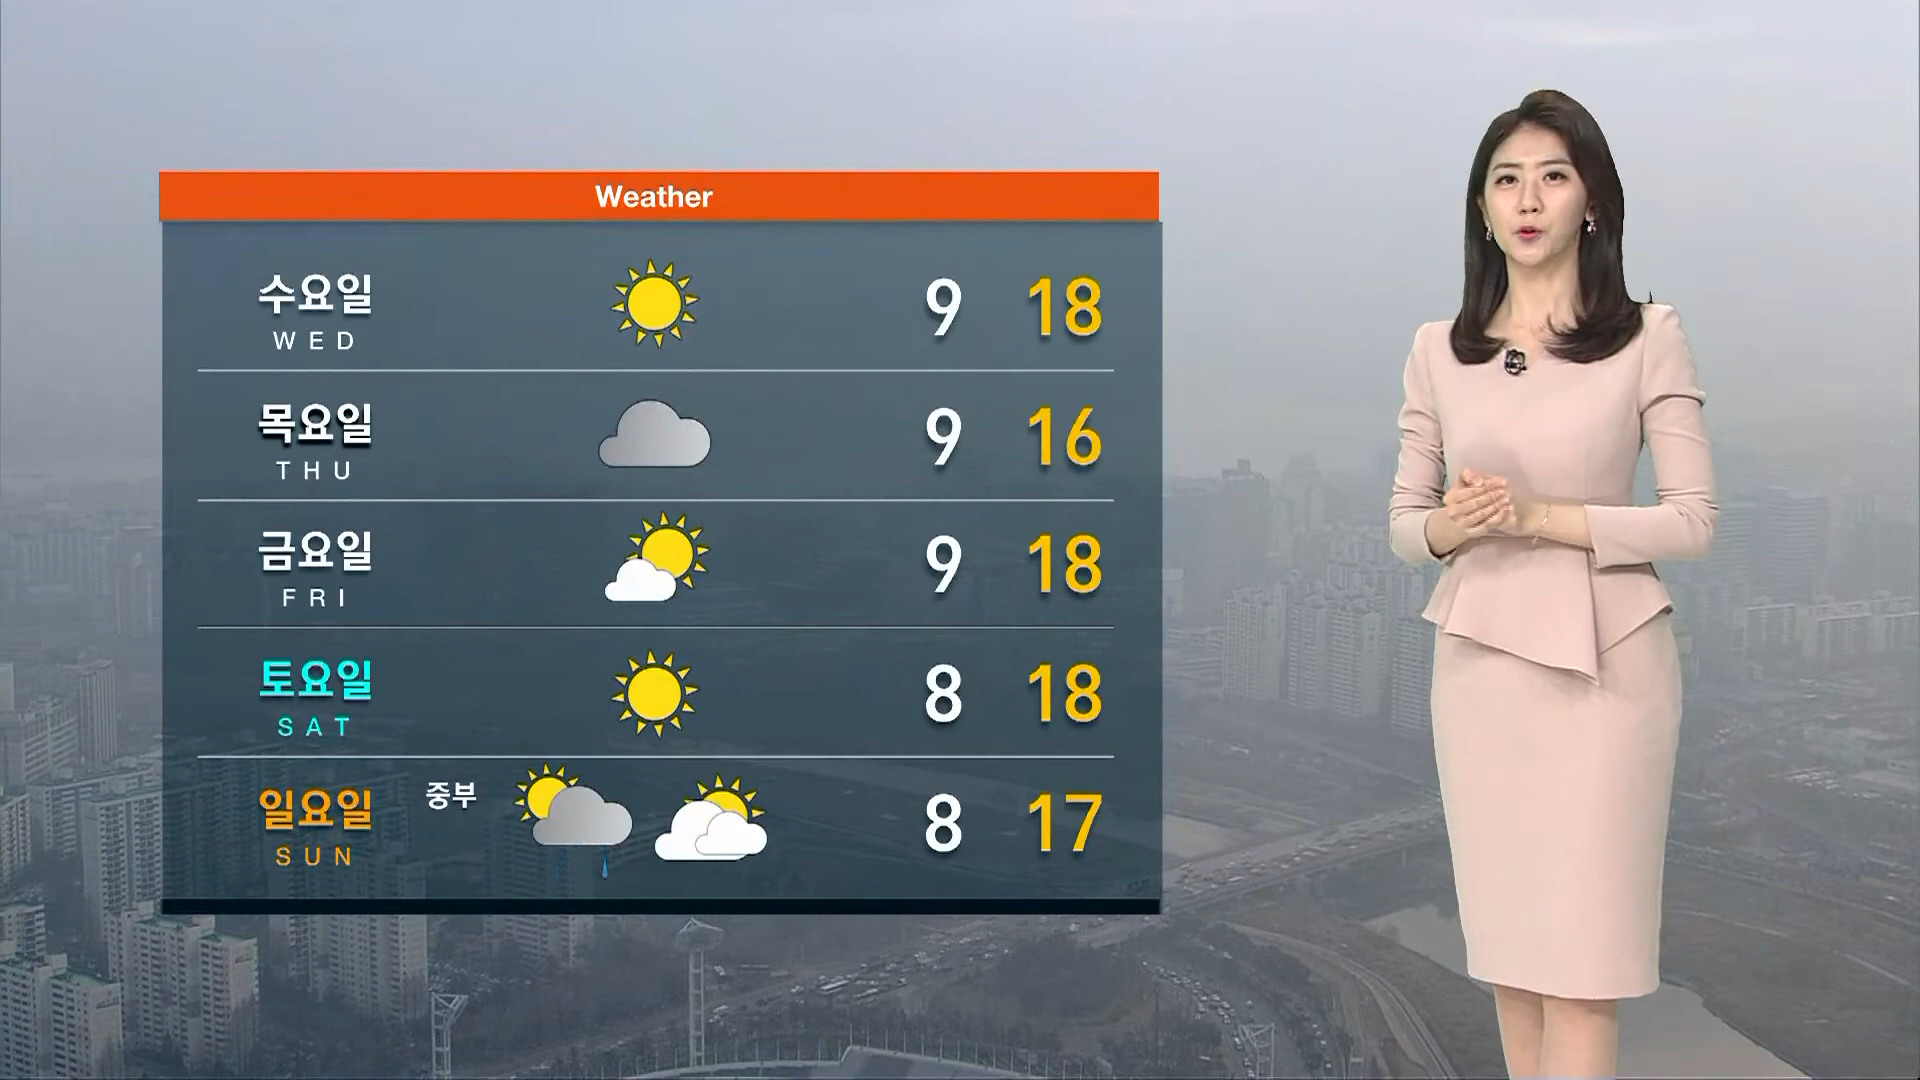 Weather
수요일
WED
9 18
목요일
THU
9 16
금요일
FRI
9 18
토요일
SAT
8 18
일요일
SUN
중부
8 17